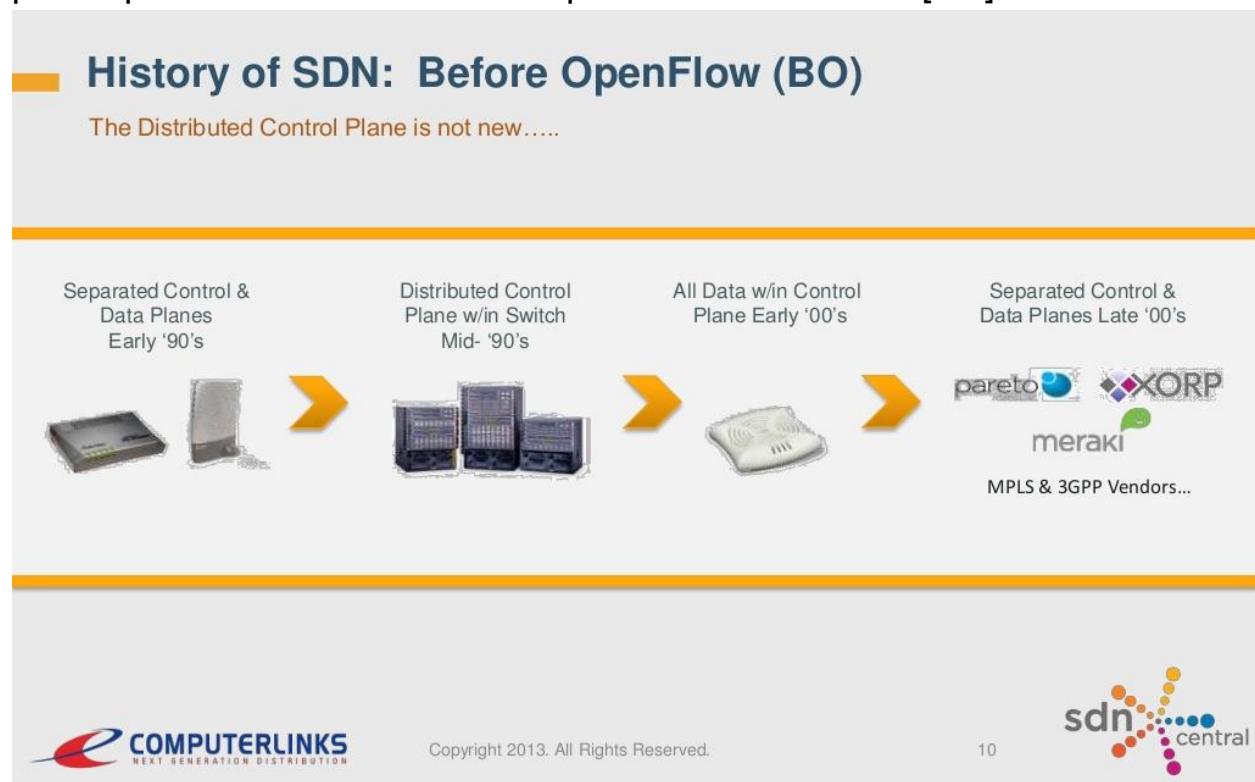 History of SDN: Before OpenFlow (BO)
The Distributed Control Plane is not new…..
Separated Control &
Data Planes
Early ‘90’s
Distributed Control
Plane w/in Switch
Mid- ‘90’s
All Data w/in Control
Plane Early ‘00’s
Separated Control &
Data Planes Late ‘00’s
pareto
XORP
meraki
MPLS & 3GPP Vendors…
COMPUTERLINKS
NEXT GENERATION DISTRIBUTION
Copyright 2013. All Rights Reserved.
10
sdn
central